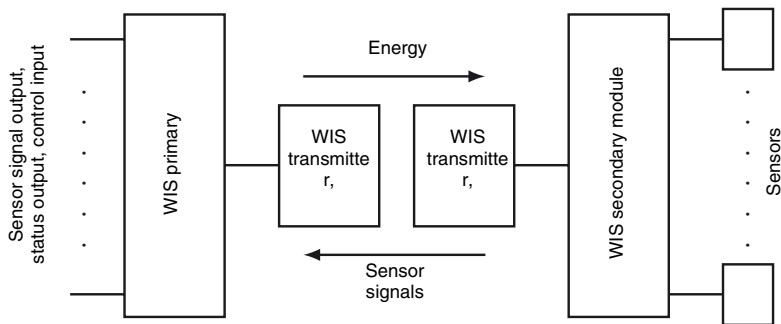 Sensor signal output,
status output, control input
WIS primary
Energy
WIS
transmitte
r,
WIS
transmitte
r,
Sensor
signals
WIS secondary module
Sensors